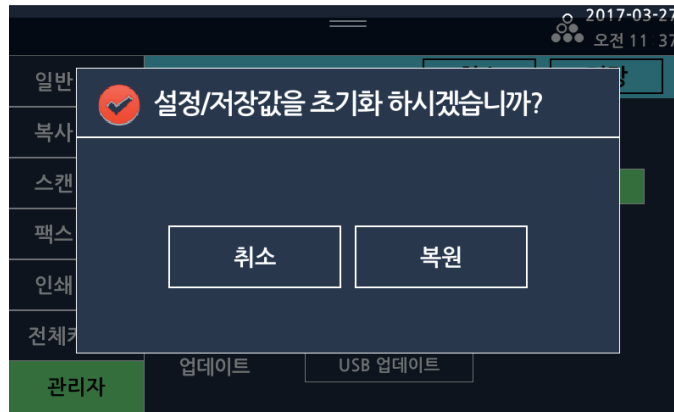 2017-03-27
오전 11:37
일반
설정/저장값을 초기화 하시겠습니까?
복사
스캔
팩스
취소
복원
인쇄
업데이트
USB 업데이트
관리자